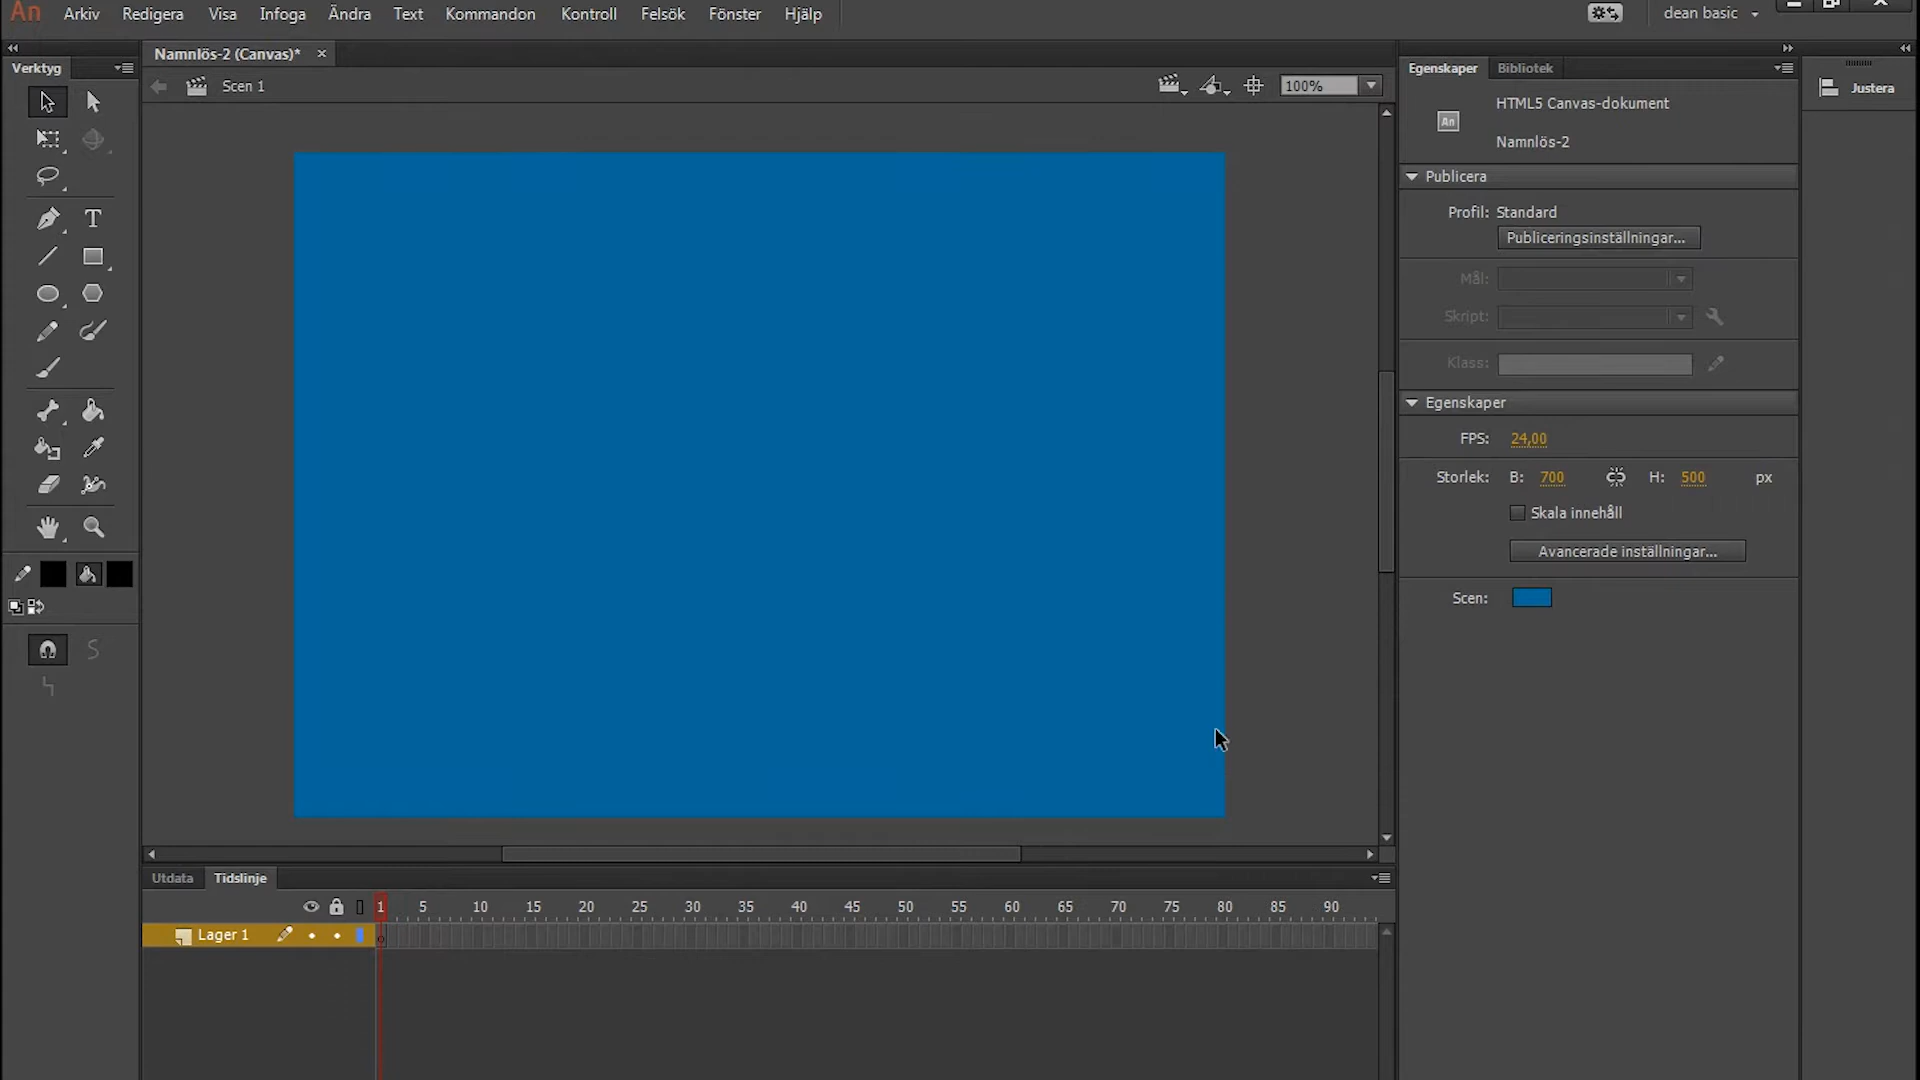 An Arkiv Redigera Visa Infoga Ändra Text Kommandon Kontroll Felsök Fönster Hjälp dean basic
Verktyg
Namnlös-2 (Canvas)* ×
Scen 1 100%
Egenskaper Bibliotek
Justera
HTML5 Canvas-dokument
An
Namnlös-2
Publicera
Profil: Standard
Publiceringsinställningar...
Mål:
Skript:
Klass:
Egenskaper
FPS: 24,00
Storlek: B: 700 H: 500 px
Skala innehåll
Avancerade inställningar...
Scen:
Utdata Tidslinje
1 5 10 15 20 25 30 35 40 45 50 55 60 65 70 75 80 85 90
Lager 1